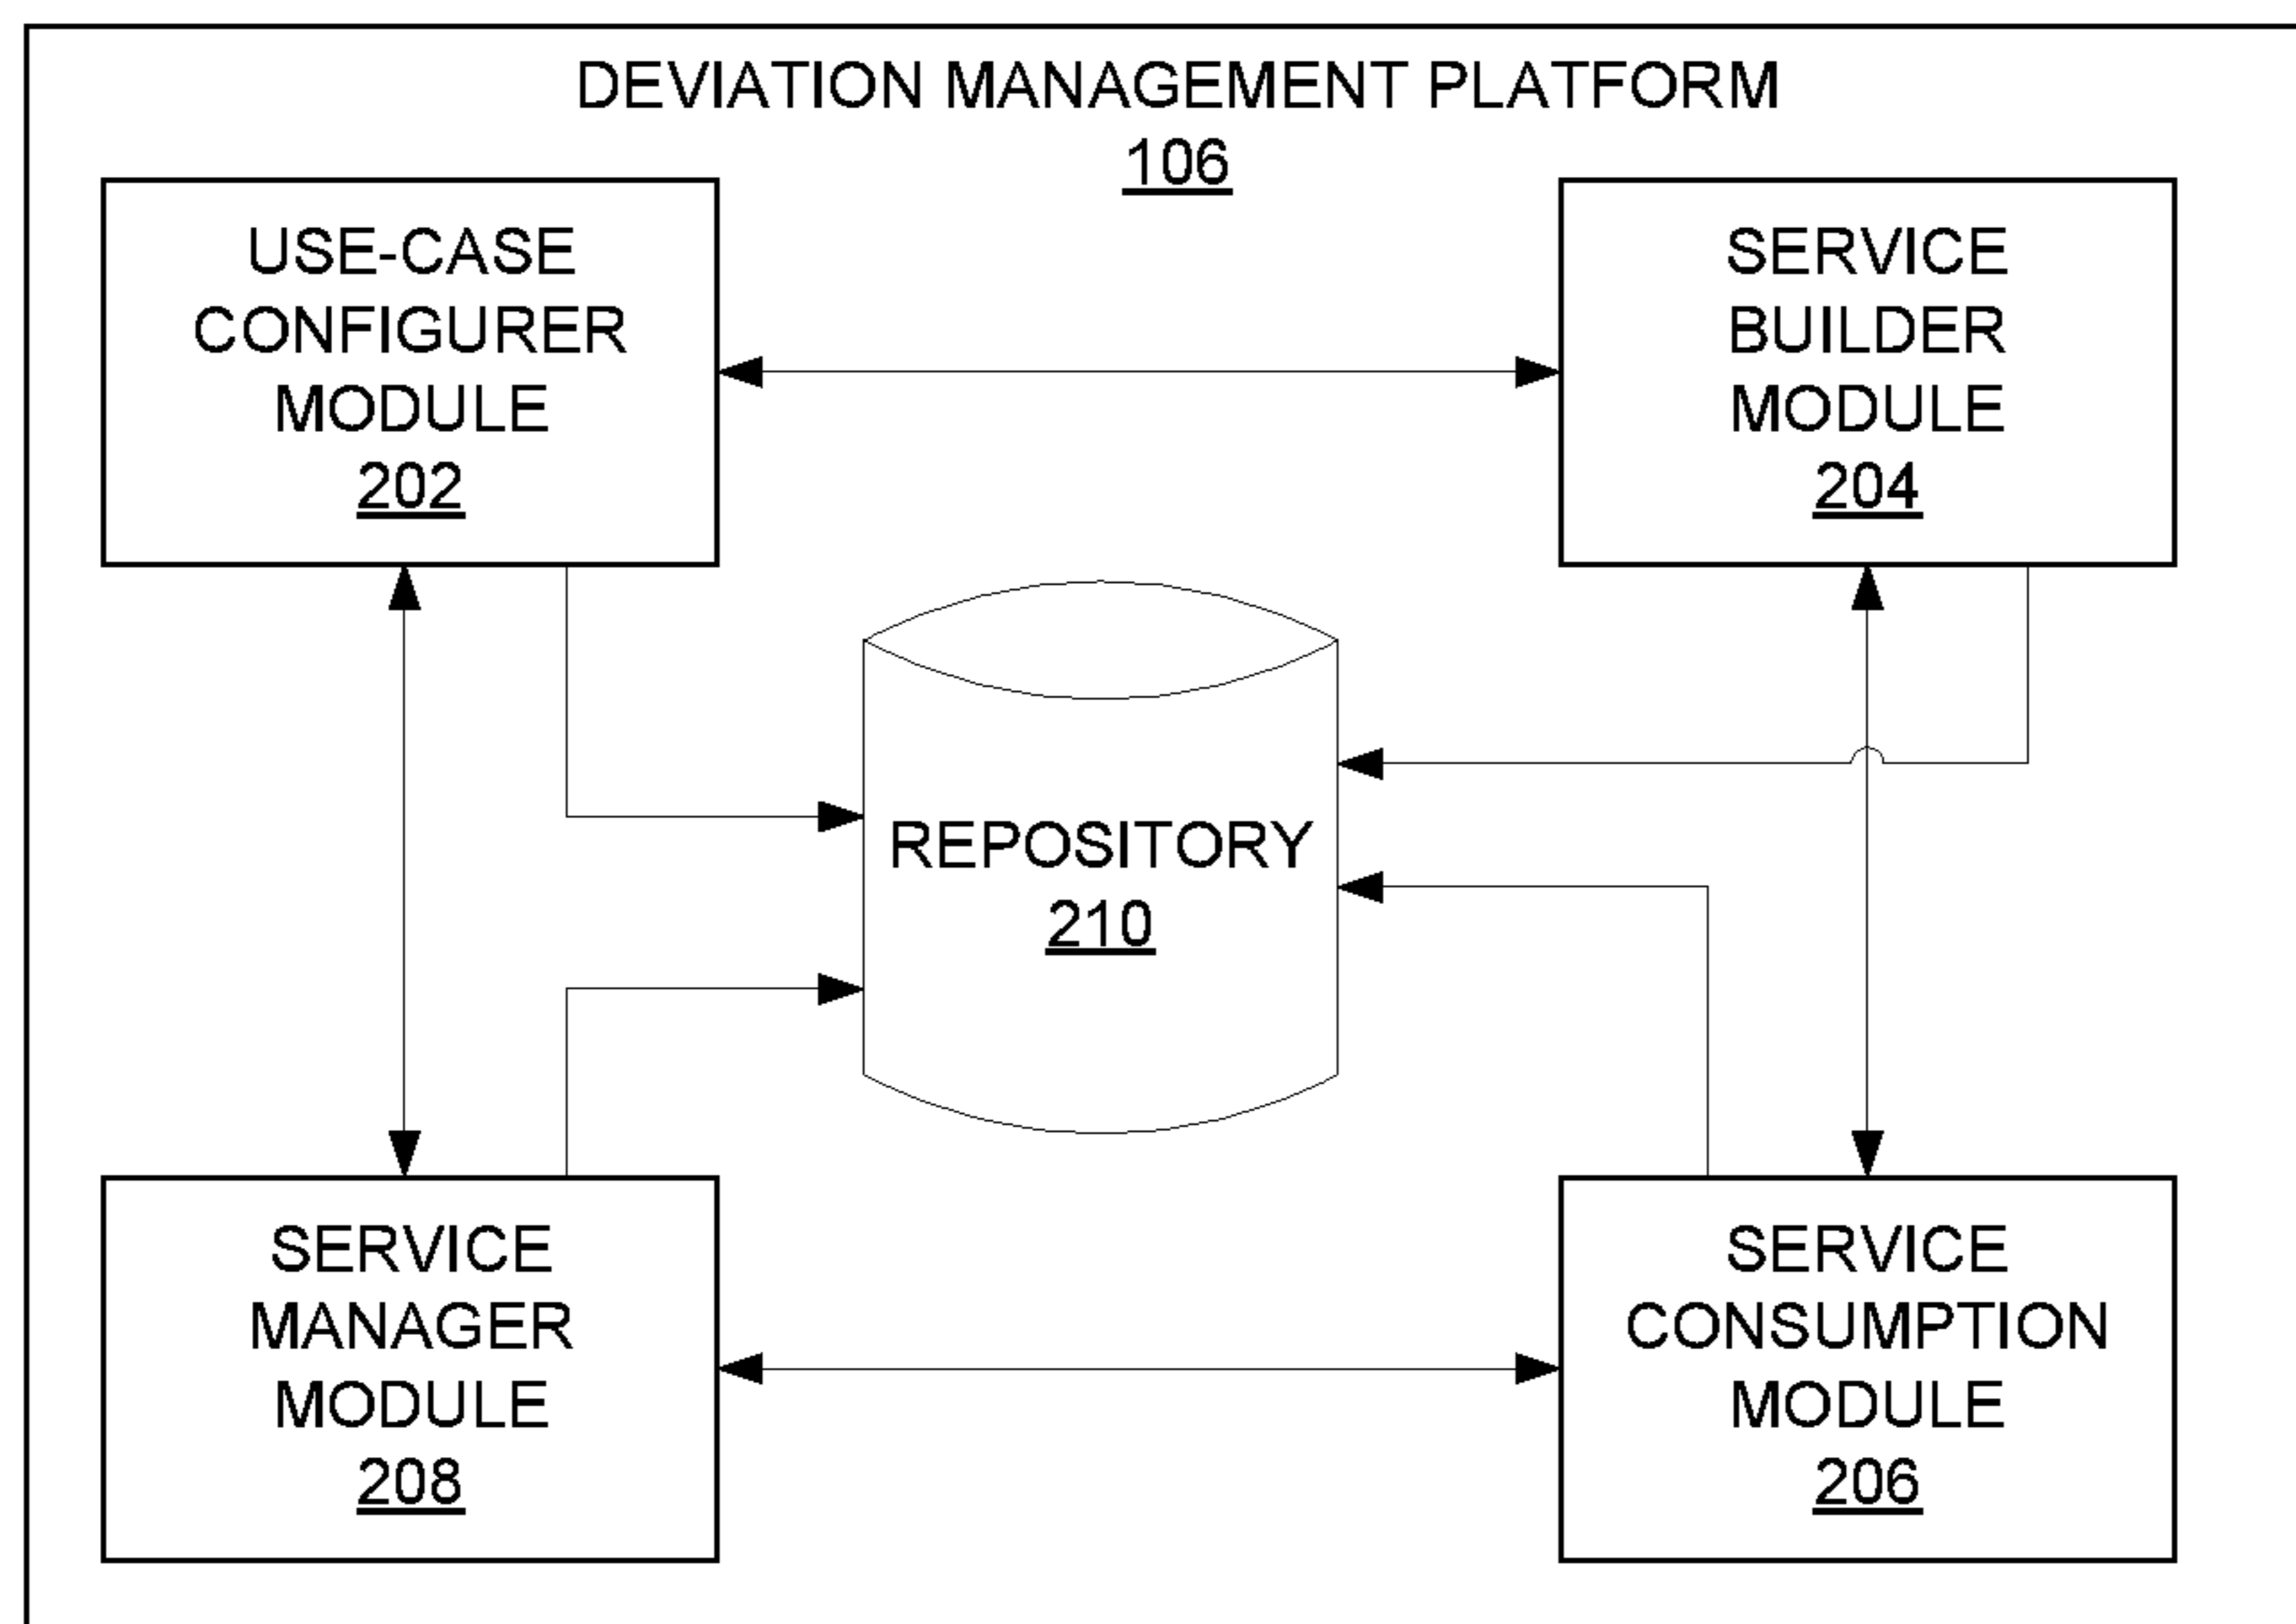 DEVIATION MANAGEMENT PLATFORM
106
USE-CASE
CONFIGURER
MODULE
202
SERVICE
BUILDER
MODULE
204
REPOSITORY
210
SERVICE
MANAGER
MODULE
208
SERVICE
CONSUMPTION
MODULE
206